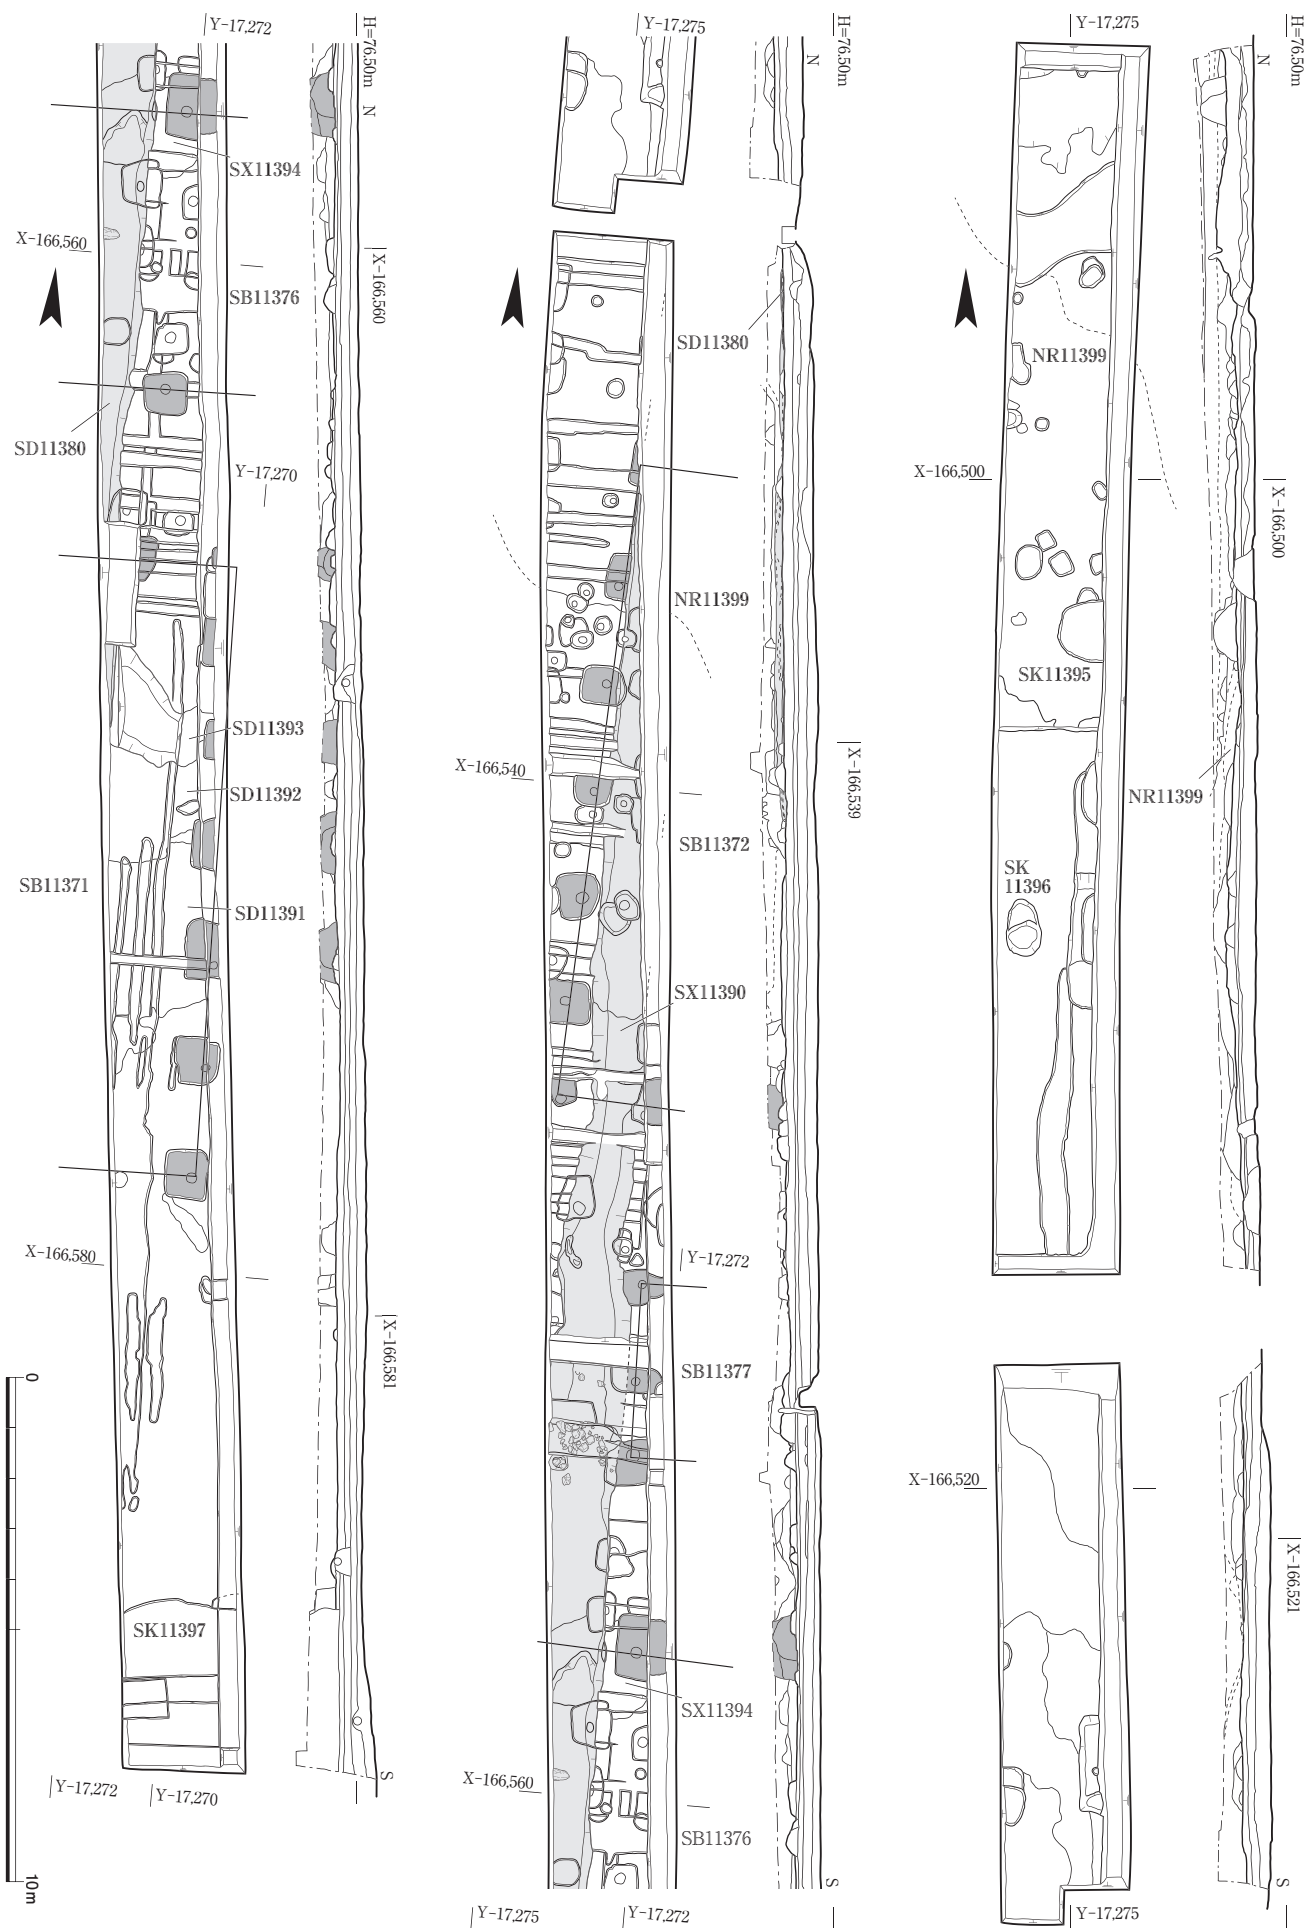 Y-17,272
H=76.50m
N
SX11394
X-166,560
X-166,560
SB11376
SD11380
Y-17,270
SD11393
SD11392
SB11371
SD11391
X-166,580
X-166,581
0
SK11397
S
Y-17,272
Y-17,270
10m
Y-17,275
H=76.50m
N
SD11380
NR11399
X-166,540
X-166,539
SB11372
SX11390
Y-17,272
SB11377
SX11394
X-166,560
SB11376
S
Y-17,275
Y-17,272
Y-17,275
H=76.50m
N
NR11399
X-166,500
X-166,500
SK11395
NR11399
SK
11396
X-166,520
X-166,521
S
Y-17,275